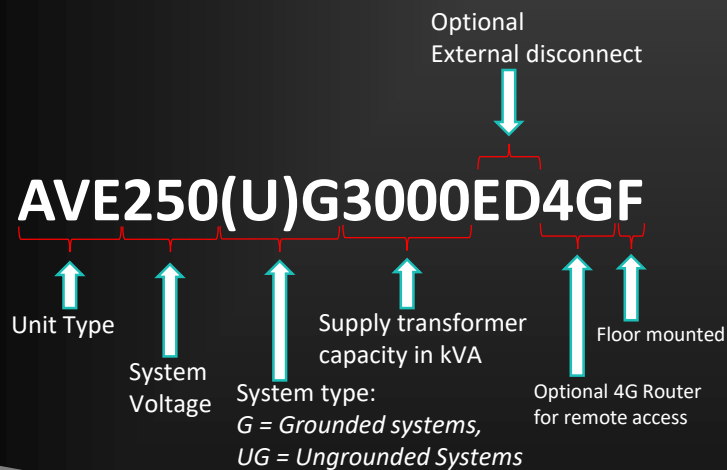 Optional
External disconnect
AVE250(U)G3000ED4GF
Unit Type
System
Voltage
System type:
G = Grounded systems,
UG = Ungrounded Systems
Supply transformer
capacity in kVA
Optional 4G Router
for remote access
Floor mounted